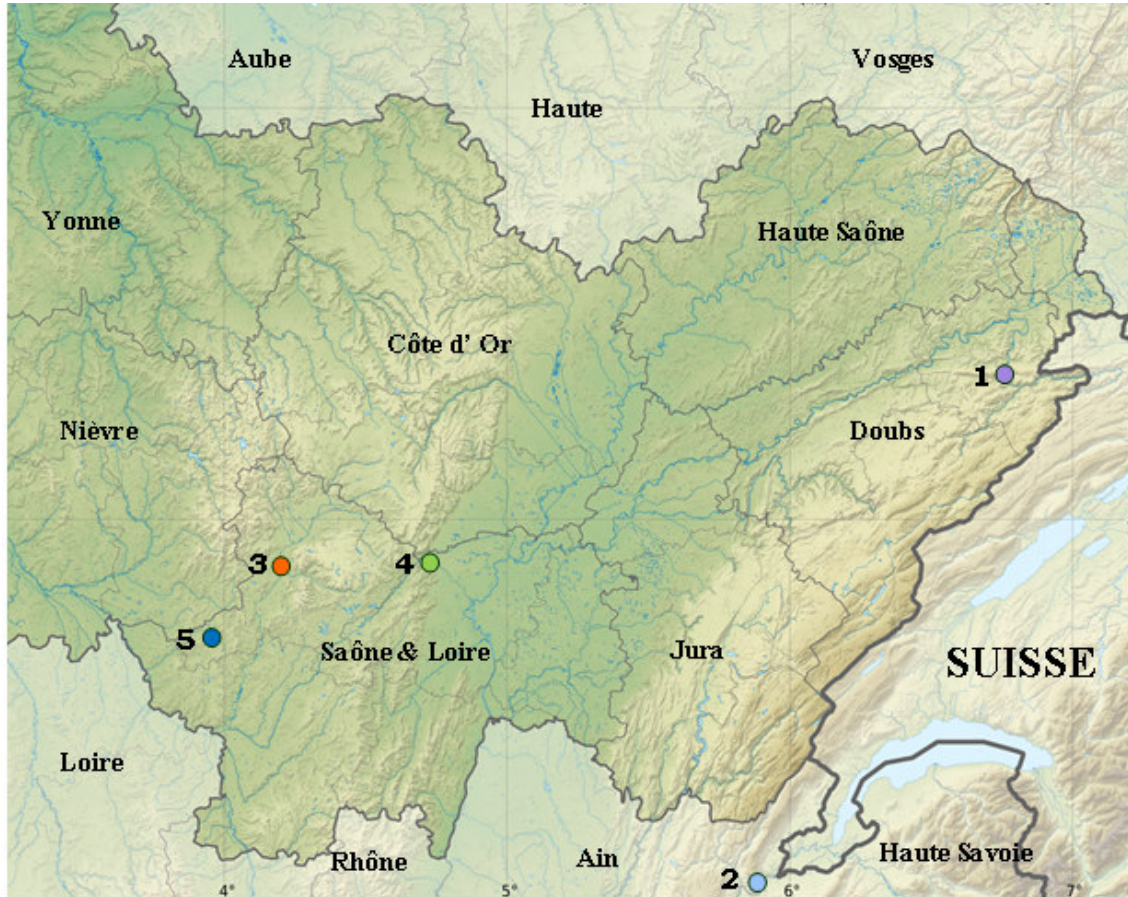 Aube
Vosges
Haute
Yonne
Haute Saône
Côte d' Or
1
Nièvre
Doubs
3
4
5
Saône & Loire
Jura
SUISSE
Loire
Rhône
Ain
Haute Savoie
2
4°
5°
6°
7°